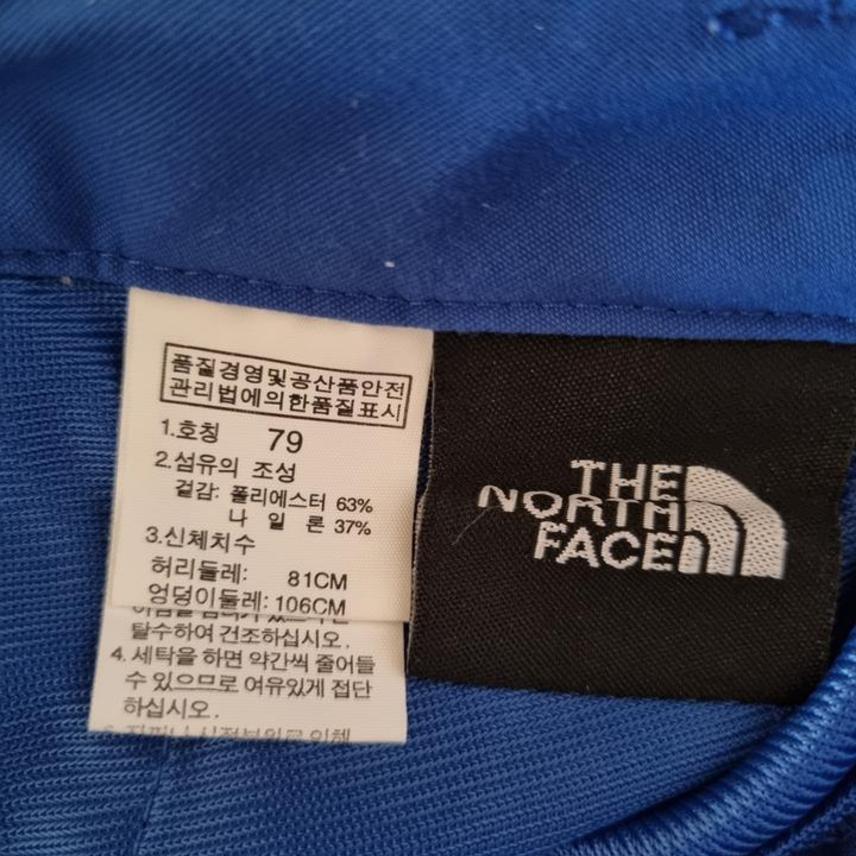 품질경영및공산품안전
관리법에의한품질표시
1.호칭 79
2.섬유의 조성
겉감: 폴리에스터 63%
나 일 론 37%
3.신체치수
허리둘레: 81CM
엉덩이둘레: 106CM
탈수하여 건조하십시오.
4. 세탁을 하면 약간씩 줄어들
수 있으므로 여유있게 접단
하십시오.
THE
NORTH
FACE